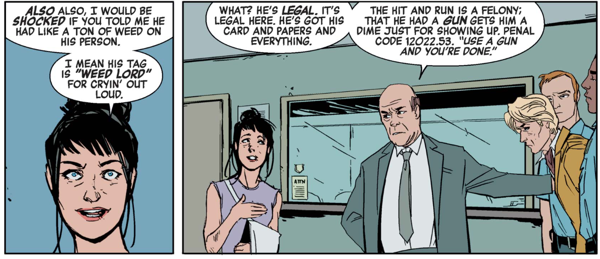 ALSO ALSO, I WOULD BE
SHOCKED IF YOU TOLD ME HE
HAD LIKE A TON OF WEED ON
HIS PERSON.
I MEAN HIS TAG
IS "WEED LORD"
FOR CRYIN' OUT
LOUD.
WHAT? HE'S LEGAL. IT'S
LEGAL HERE. HE'S GOT HIS
CARD AND PAPERS AND
EVERYTHING.
THE HIT AND RUN IS A FELONY;
THAT HE HAD A GUN GETS HIM A
DIME JUST FOR SHOWING UP. PENAL
CODE 12022.53. "USE A GUN
AND YOU'RE DONE."